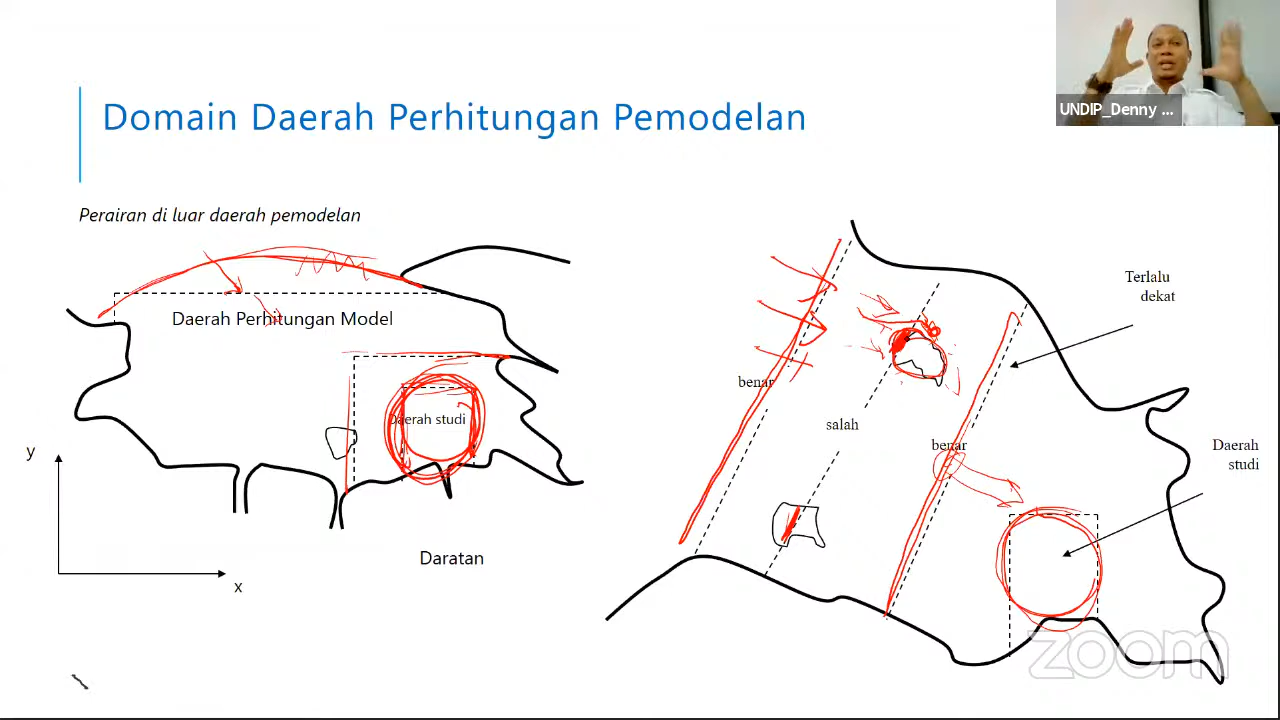 UNDIP_Denny ...
Domain Daerah Perhitungan Pemodelan
Perairan di luar daerah pemodelan
Daerah Perhitungan Model
Daerah studi
y
x
Daratan
benar
salah
benar
Terlalu
dekat
Daerah
studi
zoom